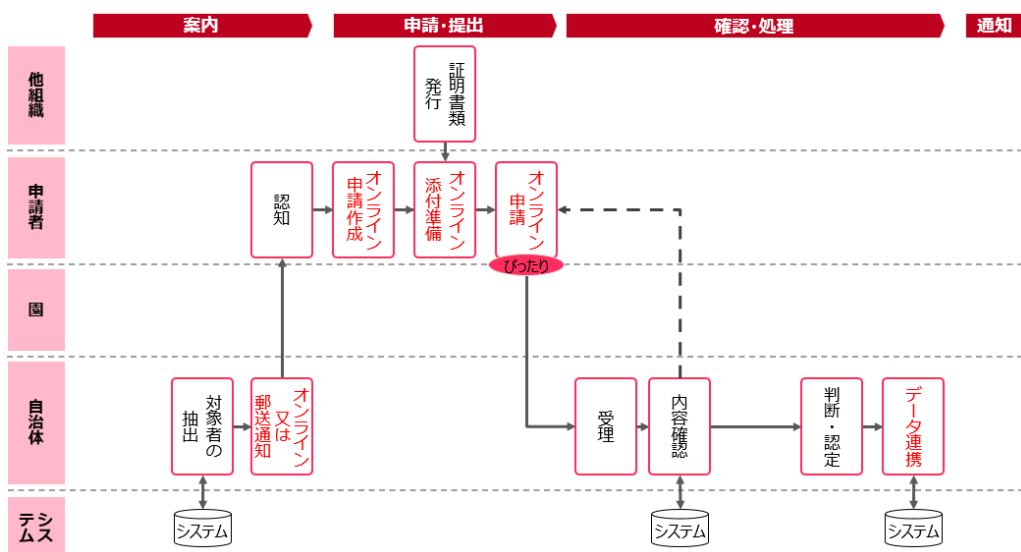 案内
申請・提出
確認・処理
通知
他組織
証明書類
発行
申請者
認知
オンライン
申請作成
オンライン
添付準備
オンライン
申請
ぴったり
園
自治体
対象者の
抽出
オンライン
又は
郵送通知
受理
内容確認
判断・認定
データ連携
シス
テム
システム
システム
システム